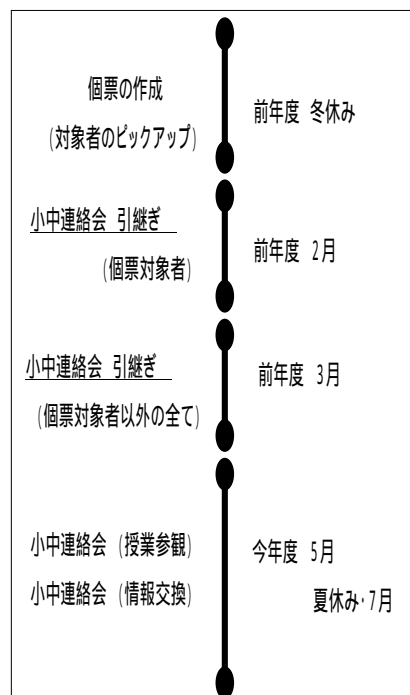 個票の作成
(対象者のピックアップ)
前年度 冬休み
小中連絡会 引継ぎ
(個票対象者)
前年度 2月
小中連絡会 引継ぎ
(個票対象者以外の全て)
前年度 3月
小中連絡会 (授業参観)
今年度 5月
小中連絡会 (情報交換)
夏休み・7月